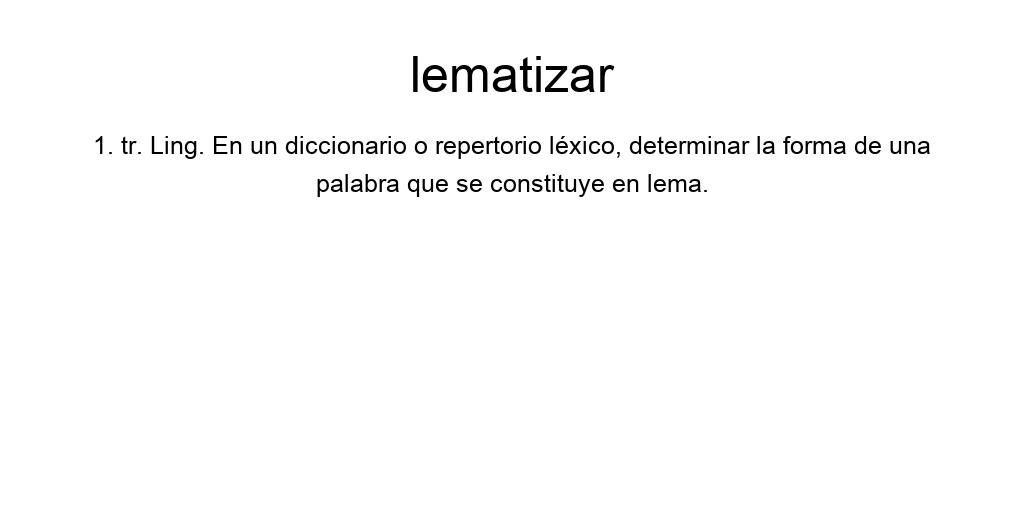 lematizar
1. tr. Ling. En un diccionario o repertorio léxico, determinar la forma de una
palabra que se constituye en lema.